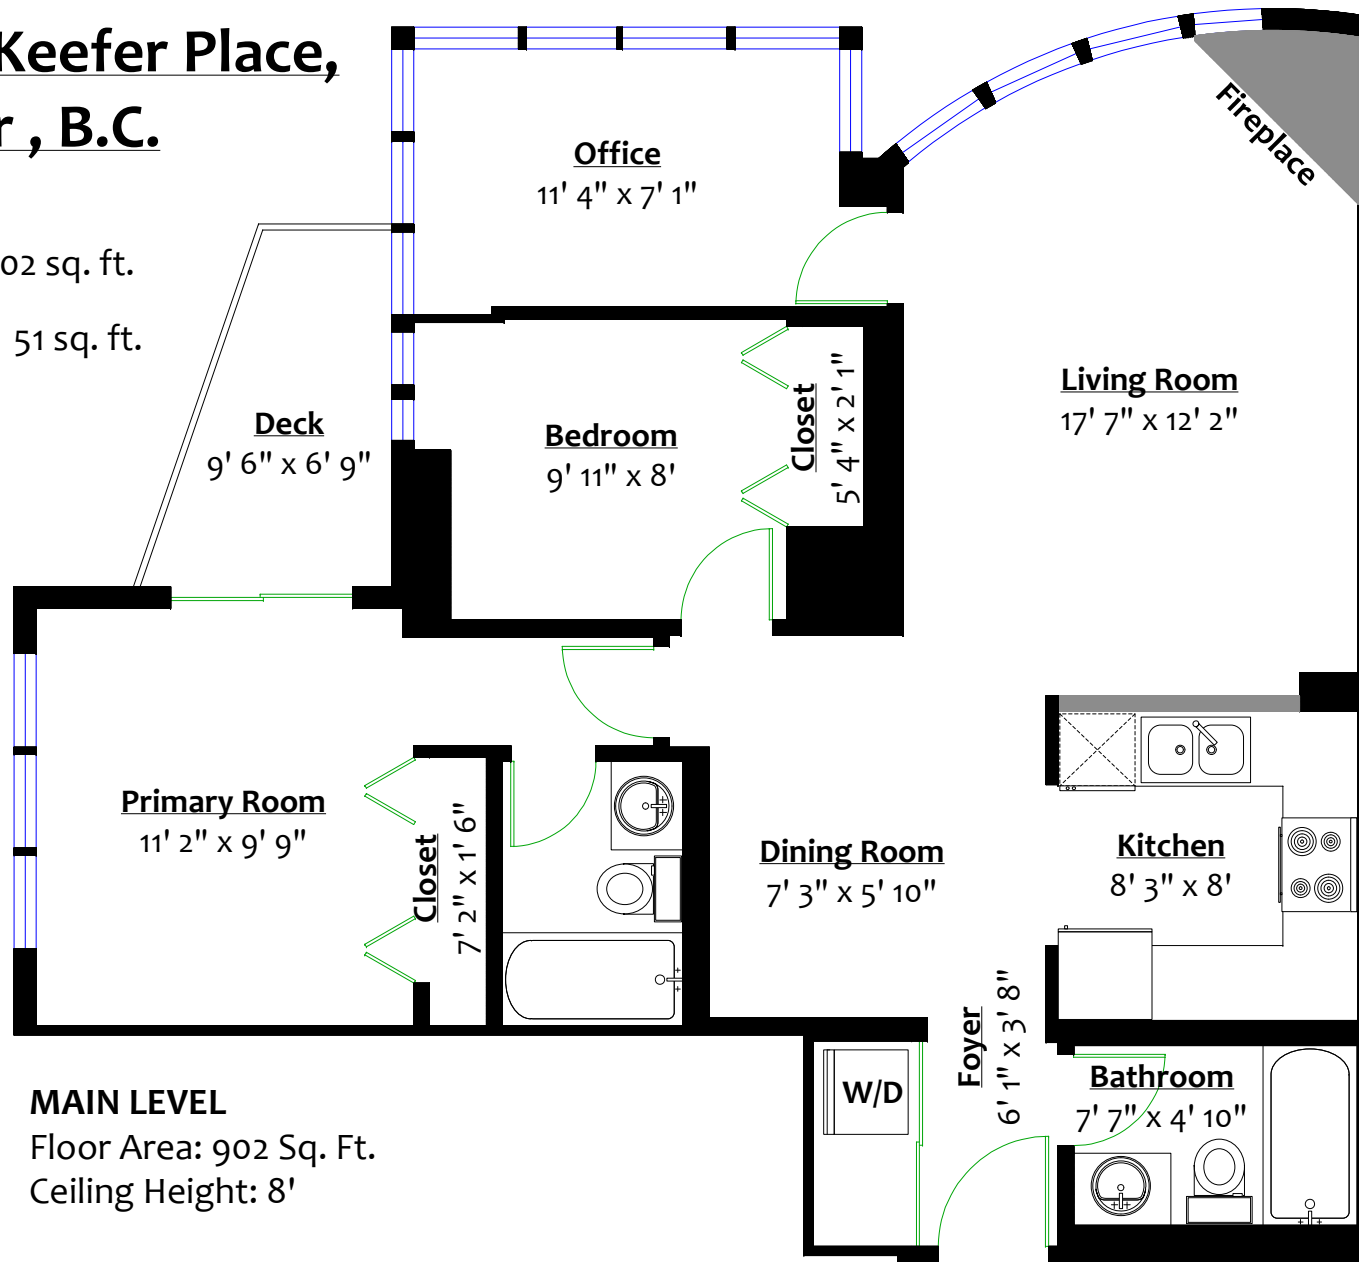 Keefer Place,
r , B.C.
02 sq. ft.
51 sq. ft.
Office
11' 4" x 7' 1"
Fireplace
Living Room
17' 7" x 12' 2"
Deck
9' 6" x 6' 9"
Bedroom
9' 11" x 8'
Closet
5' 4" x 2' 1"
Primary Room
11' 2" x 9' 9"
Closet
7' 2" x 1' 6"
Dining Room
7' 3" x 5' 10"
Kitchen
8' 3" x 8'
Foyer
6' 1" x 3' 8"
W/D
Bathroom
7' 7" x 4' 10"
MAIN LEVEL
Floor Area: 902 Sq. Ft.
Ceiling Height: 8'